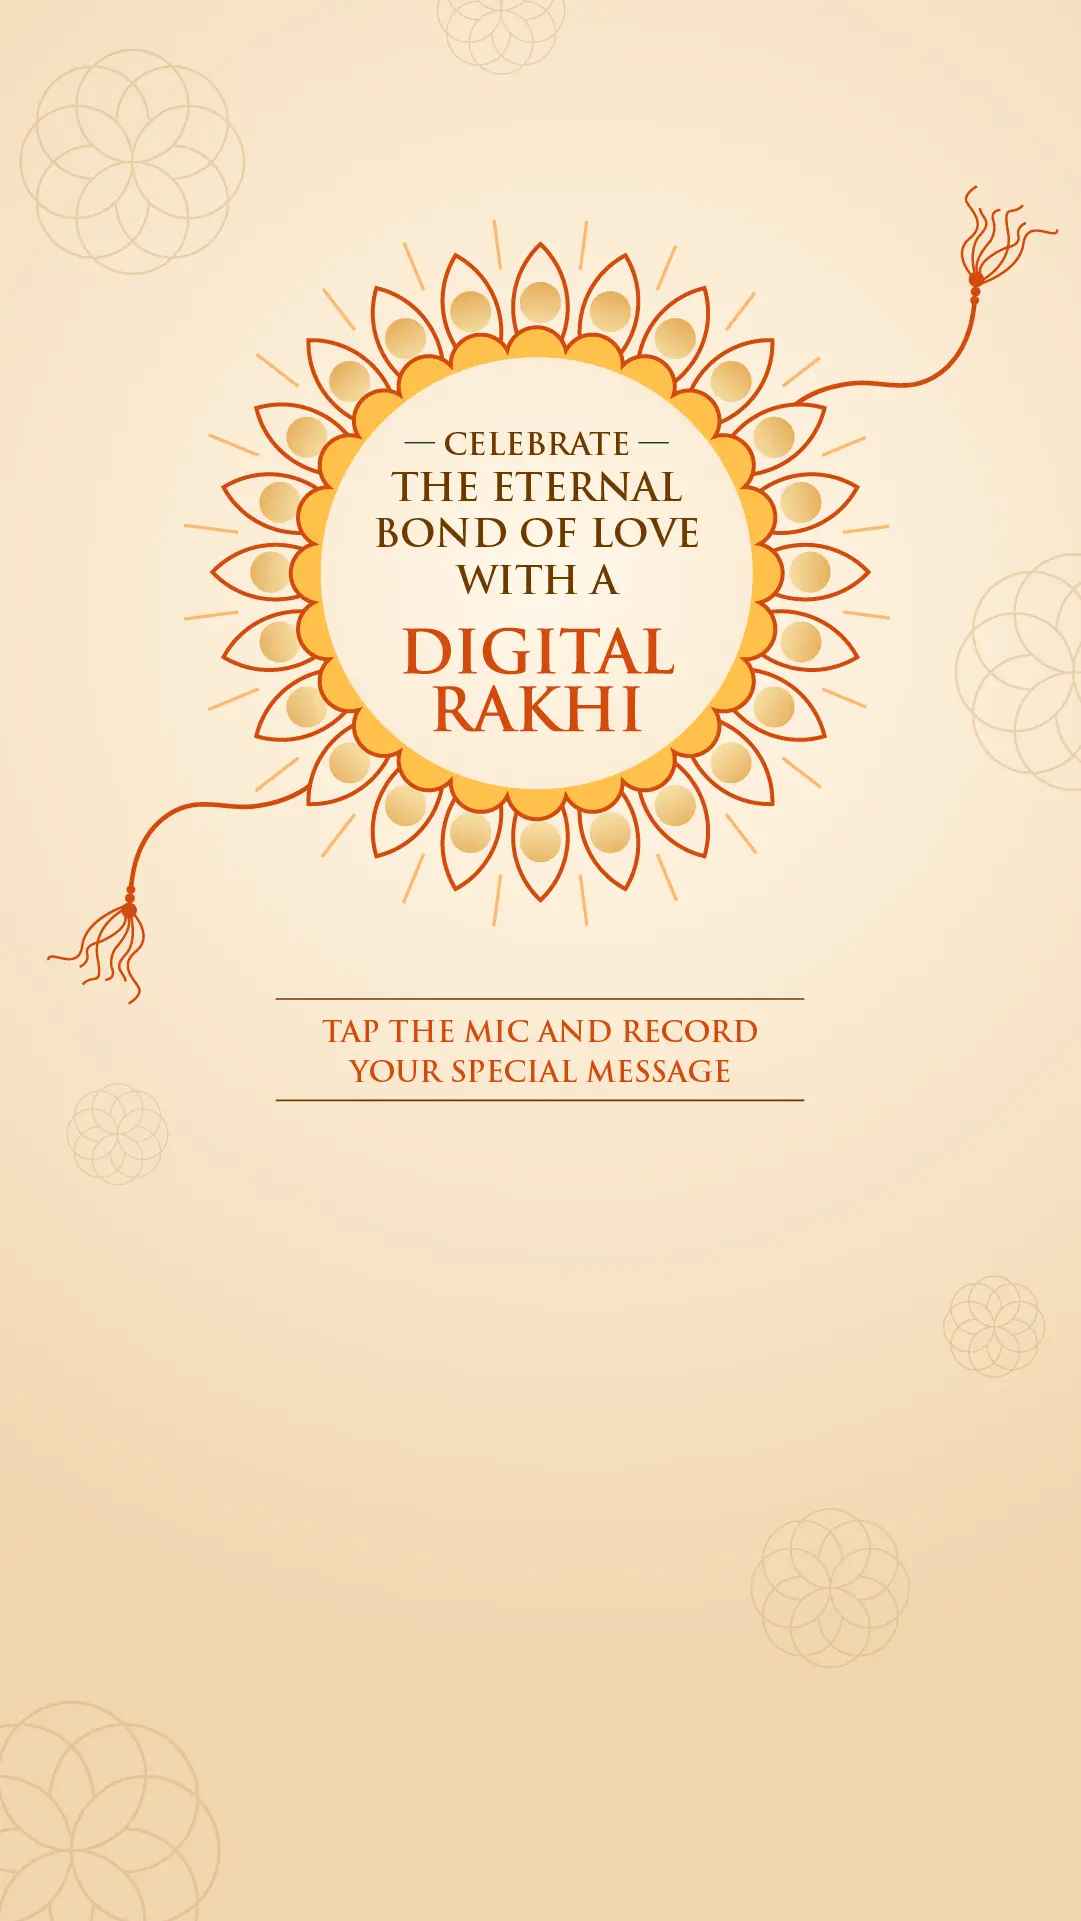 — CELEBRATE —
THE ETERNAL
BOND OF LOVE
WITH A
DIGITAL
RAKHI
TAP THE MIC AND RECORD
YOUR SPECIAL MESSAGE